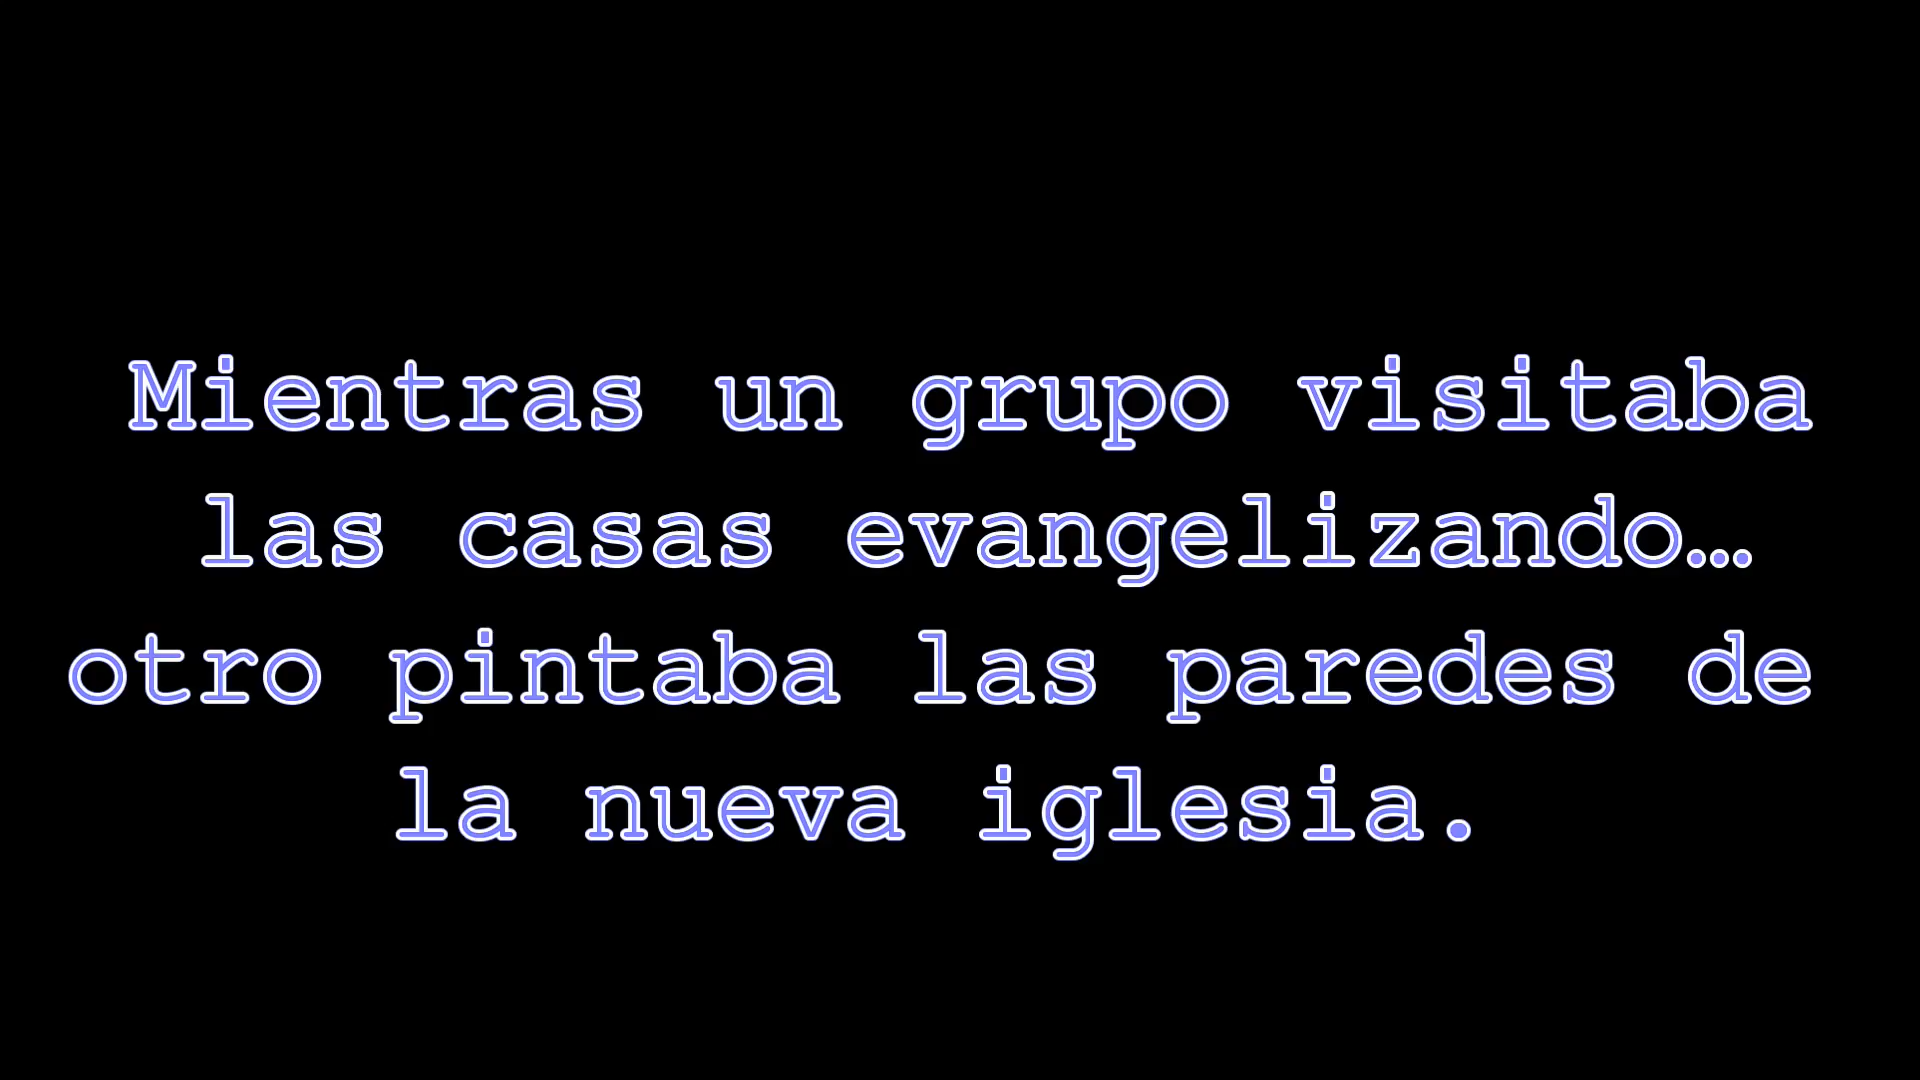 Mientras un grupo visitaba
las casas evangelizando…
otro pintaba las paredes de
la nueva iglesia.